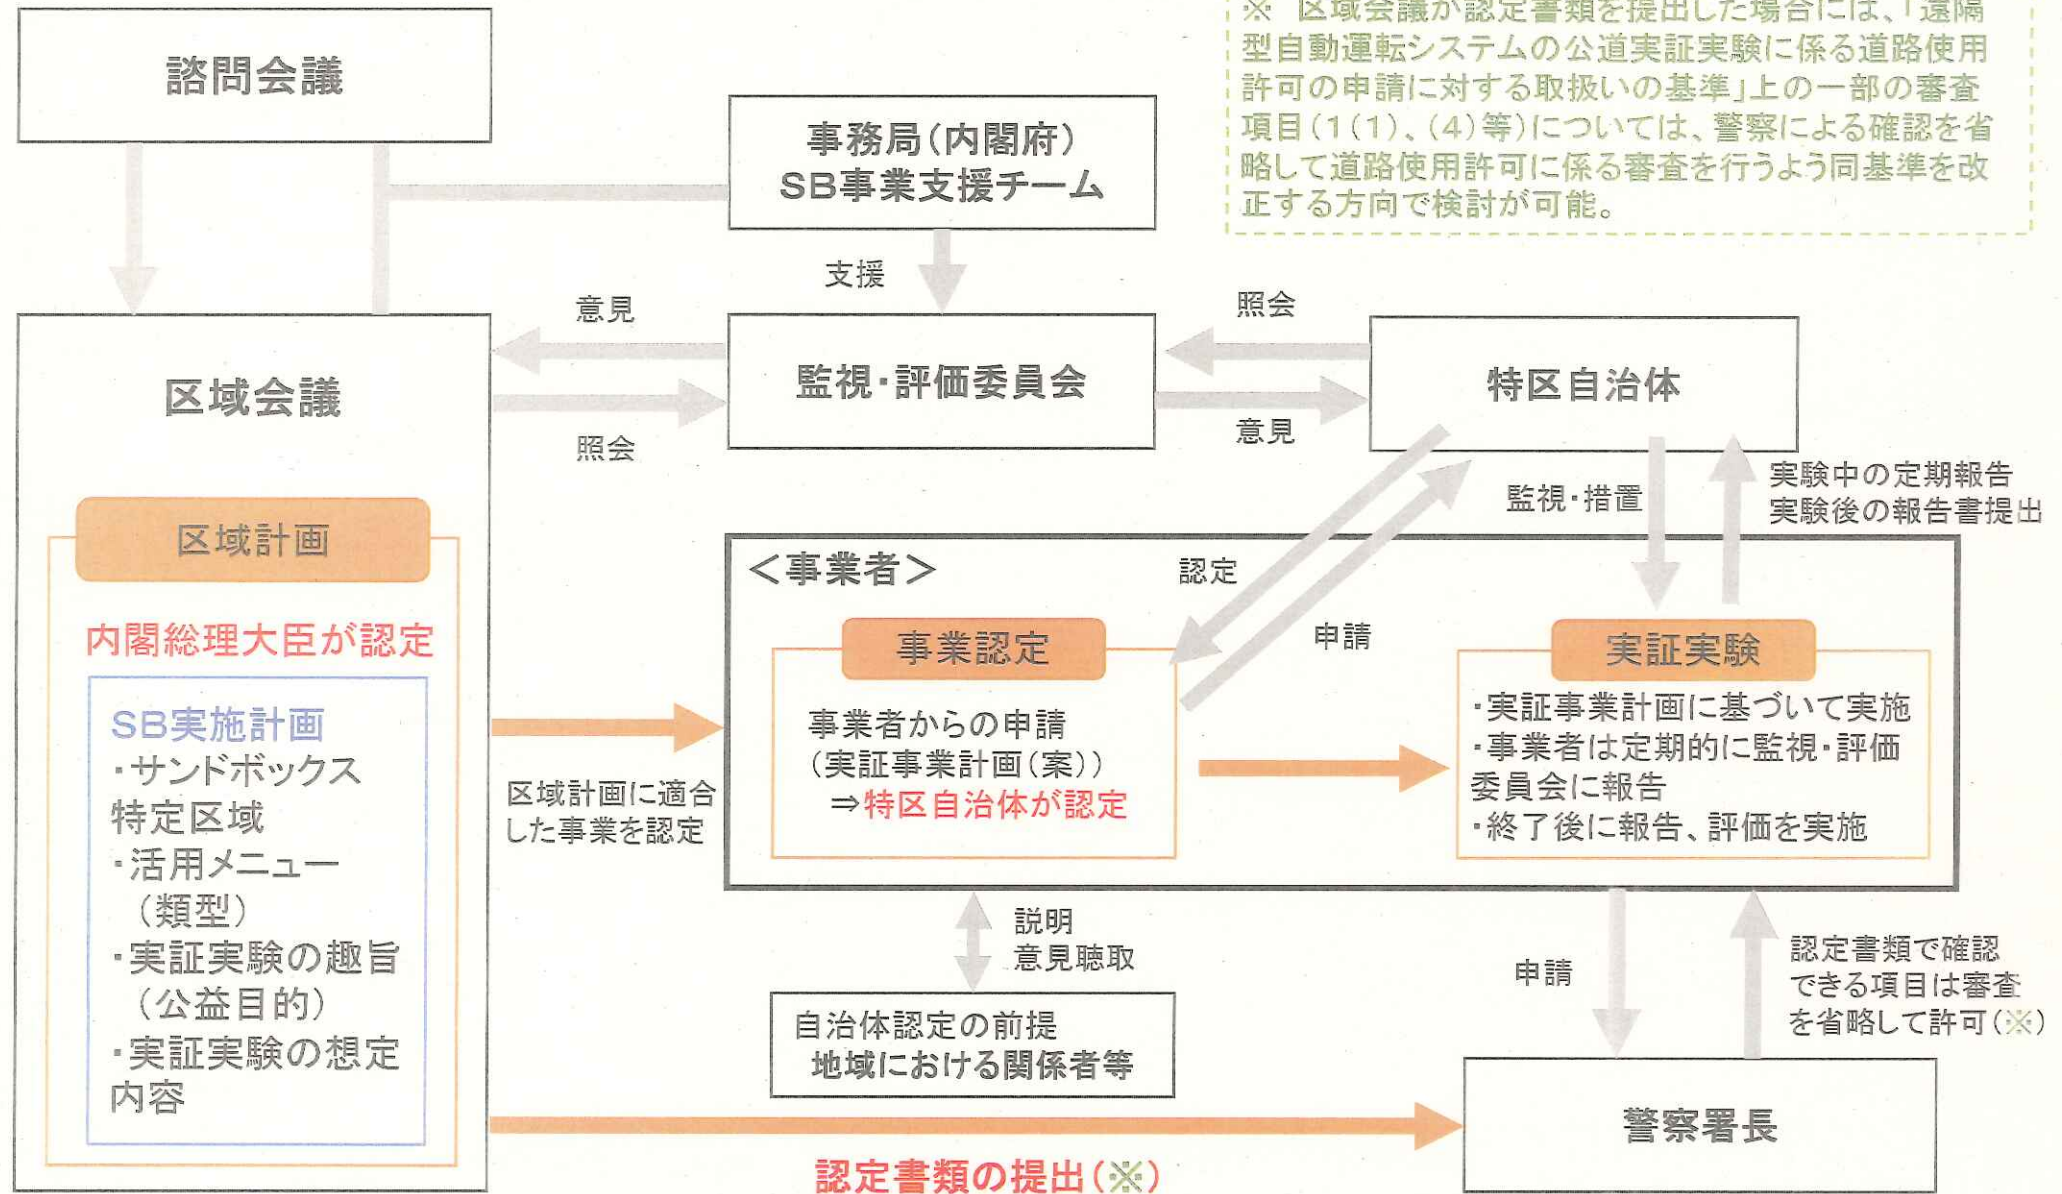 諮問会議
※ 区域会議が認定書類を提出した場合には、「遠隔
型自動運転システムの公道実証実験に係る道路使用
許可の申請に対する取扱いの基準」上の一部の審査
項目(1(1)、(4)等)については、警察による確認を省
略して道路使用許可に係る審査を行うよう同基準を改
正する方向で検討が可能。
事務局(内閣府)
SB事業支援チーム
支援
意見
照会
区域会議
監視・評価委員会
特区自治体
照会
意見
監視・措置
実験中の定期報告
実験後の報告書提出
区域計画
内閣総理大臣が認定
SB実施計画
・サンドボックス
特定区域
・活用メニュー
(類型)
・実証実験の趣旨
(公益目的)
・実証実験の想定
内容
区域計画に適合
した事業を認定
<事業者>
認定
申請
事業認定
事業者からの申請
(実証事業計画(案))
⇒特区自治体が認定
実証実験
・実証事業計画に基づいて実施
・事業者は定期的に監視・評価
委員会に報告
・終了後に報告、評価を実施
説明
意見聴取
自治体認定の前提
地域における関係者等
申請
認定書類で確認
できる項目は審査
を省略して許可(※)
警察署長
認定書類の提出(※)